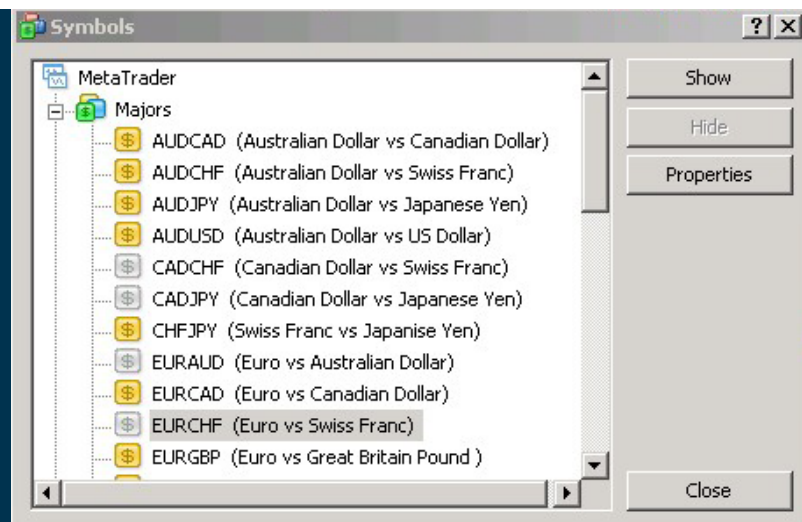 Symbols
MetaTrader
Majors
AUDCAD (Australian Dollar vs Canadian Dollar)
AUDCHF (Australian Dollar vs Swiss Franc)
AUDJPY (Australian Dollar vs Japanese Yen)
AUDUSD (Australian Dollar vs US Dollar)
CADCHF (Canadian Dollar vs Swiss Franc)
CADJPY (Canadian Dollar vs Japanese Yen)
CHFJPY (Swiss Franc vs Japanise Yen)
EURAUD (Euro vs Australian Dollar)
EURCAD (Euro vs Canadian Dollar)
EURCHF (Euro vs Swiss Franc)
EURGBP (Euro vs Great Britain Pound )
Show
Hide
Properties
Close